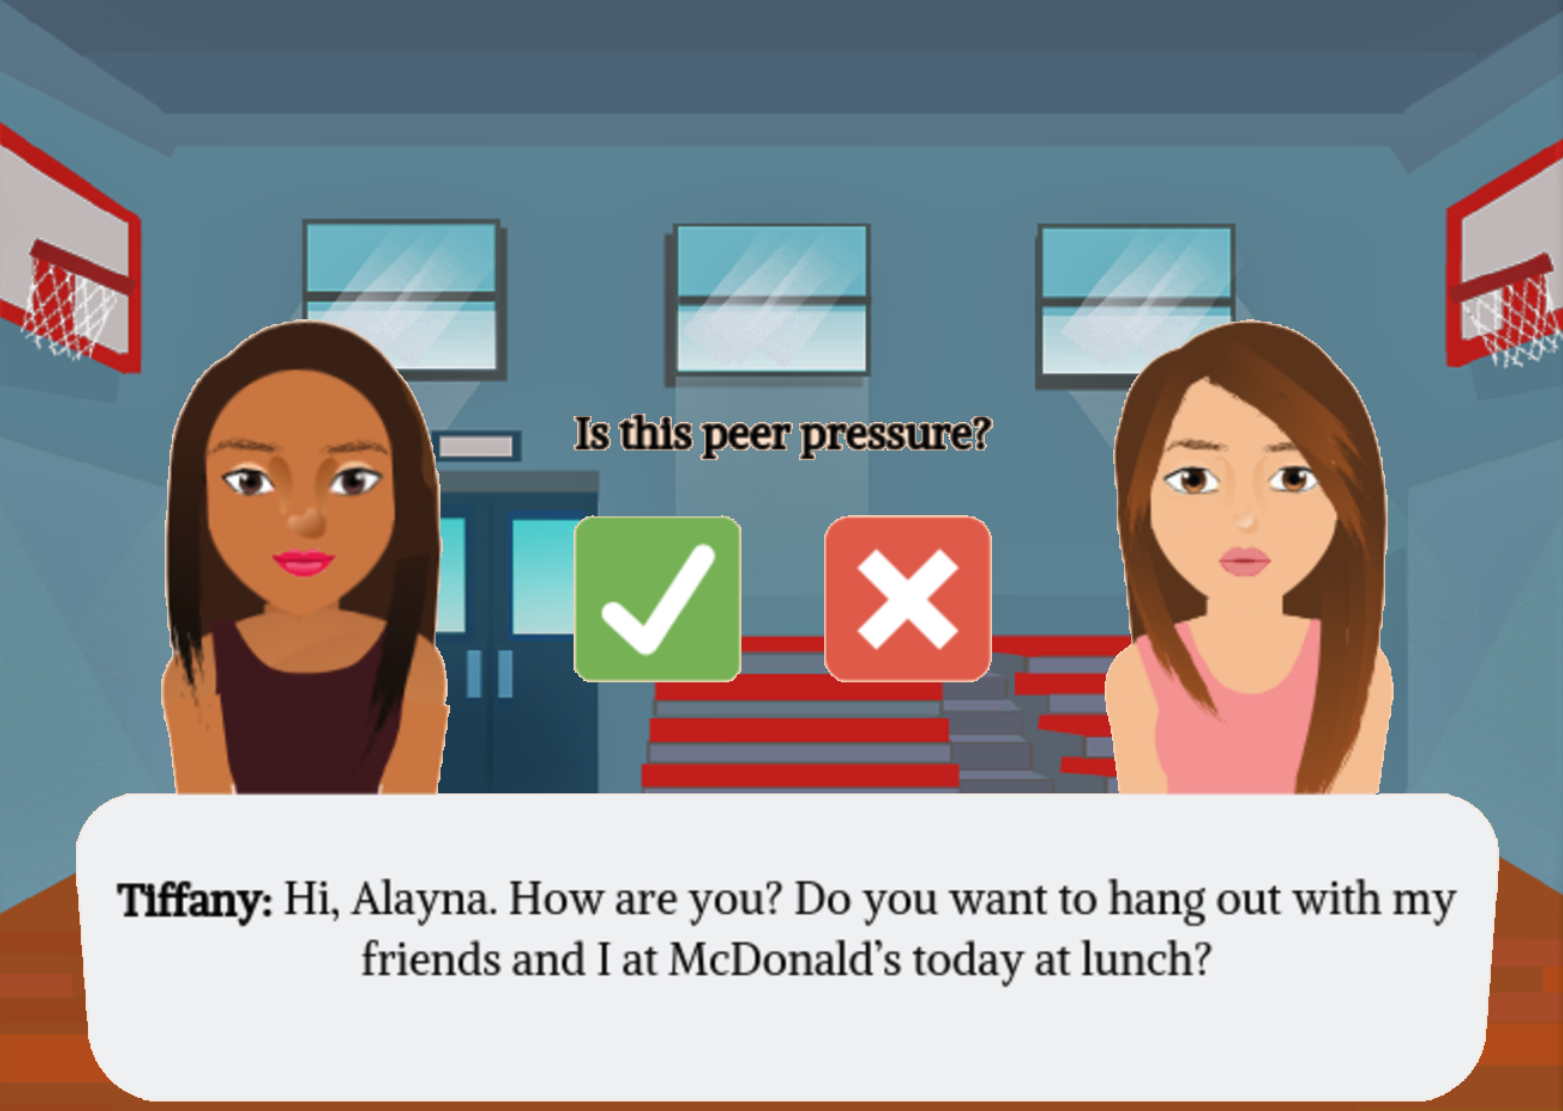 Is this peer pressure?
Tiffany: Hi, Alayna. How are you? Do you want to hang out with my
friends and I at McDonald’s today at lunch?